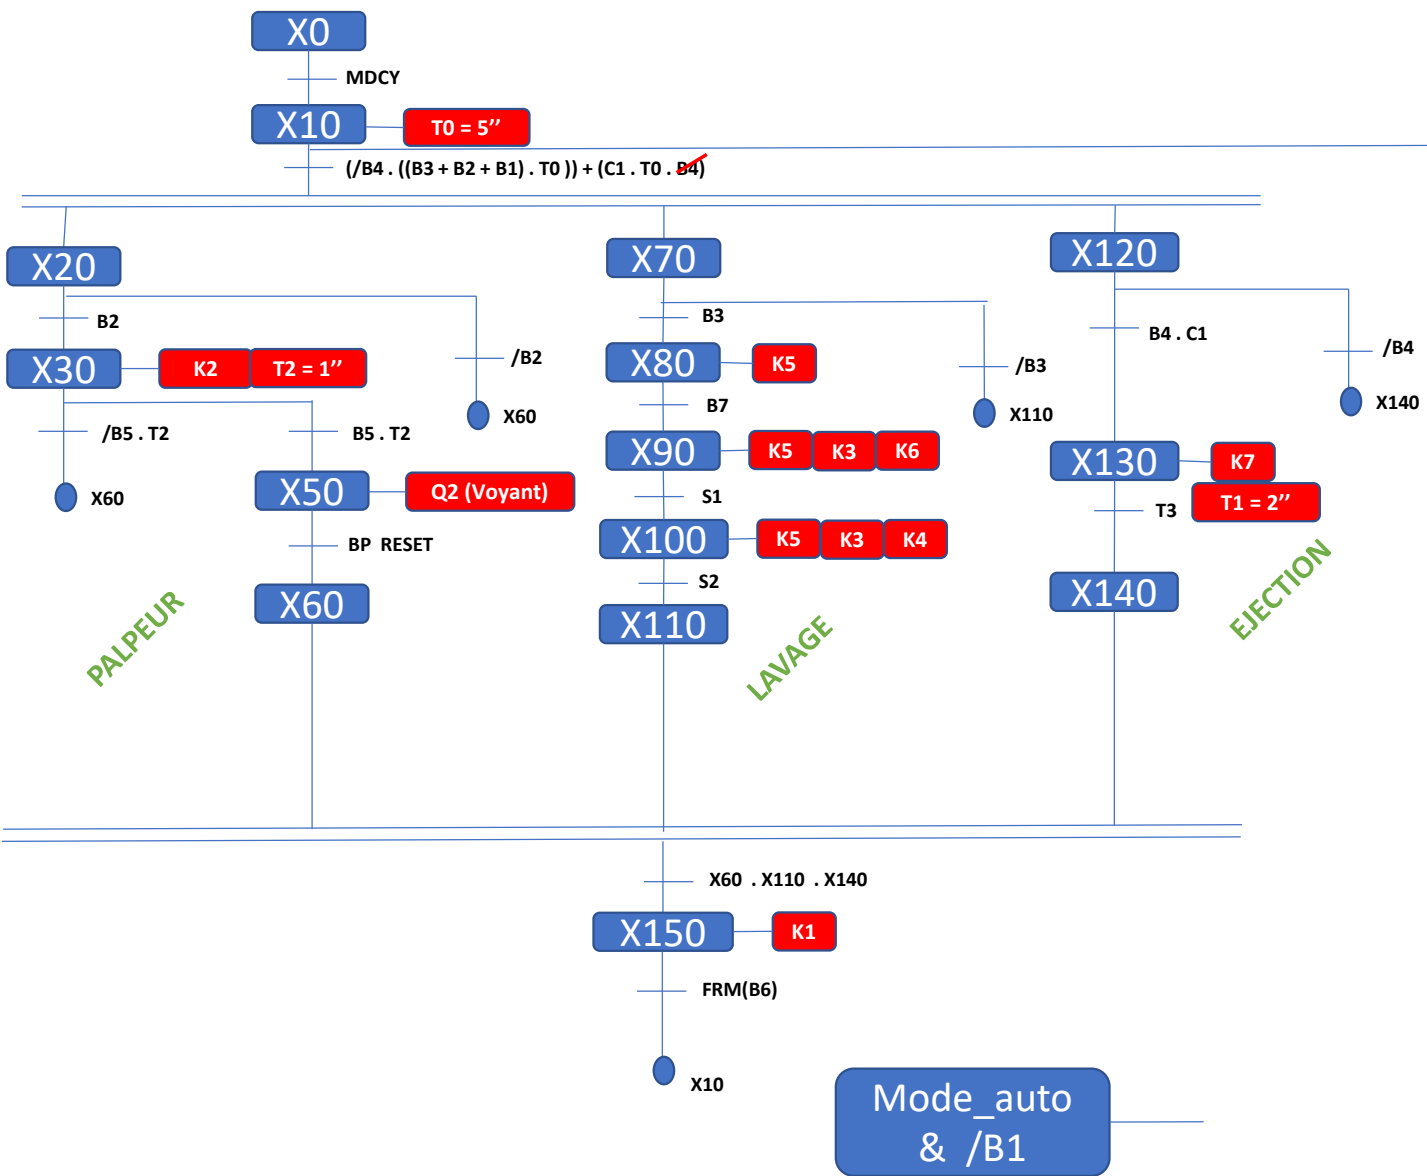 X0
MDCY
X10
T0 = 5’’
(/B4 . ((B3 + B2 + B1) . T0 )) + (C1 . T0 . B4)
X20
X70
X120
B2
B3
B4 . C1
/B2
/B3
/B4
X30
K2
T2 = 1’’
X80
K5
X60
X110
X140
/B5 . T2
B5 . T2
B7
X60
X50
Q2 (Voyant)
X90
K5
K3
K6
X130
K7
T1 = 2’’
S1
T3
BP RESET
X100
K5
K3
K4
S2
X60
X110
X140
PALPEUR
LAVAGE
EJECTION
X60 . X110 . X140
X150
K1
FRM(B6)
X10
Mode_auto
& /B1